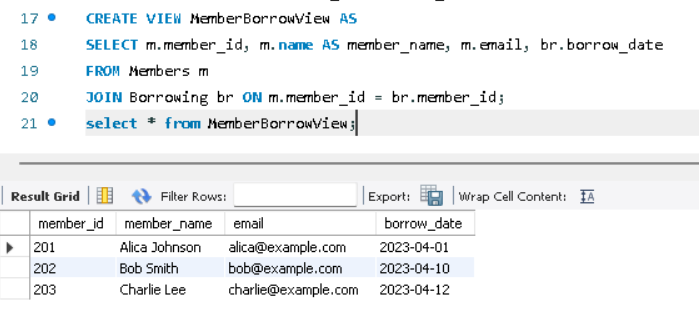 17 CREATE VIEW MemberBorrowView AS
18 SELECT m.member_id, m.name AS member_name, m.email, br.borrow_date
19 FROM Members m
20 JOIN Borrowing br ON m.member_id = br.member_id;
21 select * from MemberBorrowView;
Result Grid Filter Rows: Export: Wrap Cell Content: IA
member_id member_name email borrow_date
201 Alica Johnson alica@example.com 2023-04-01
202 Bob Smith bob@example.com 2023-04-10
203 Charlie Lee charlie@example.com 2023-04-12